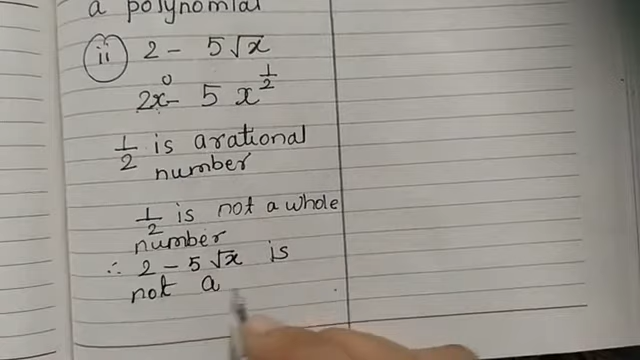 a polynomial
ii 2 - 5√x
2x⁰ - 5 x^(1/2)
1/2 is arational
number
1/2 is not a whole
number
∴ 2 - 5√x is
not a